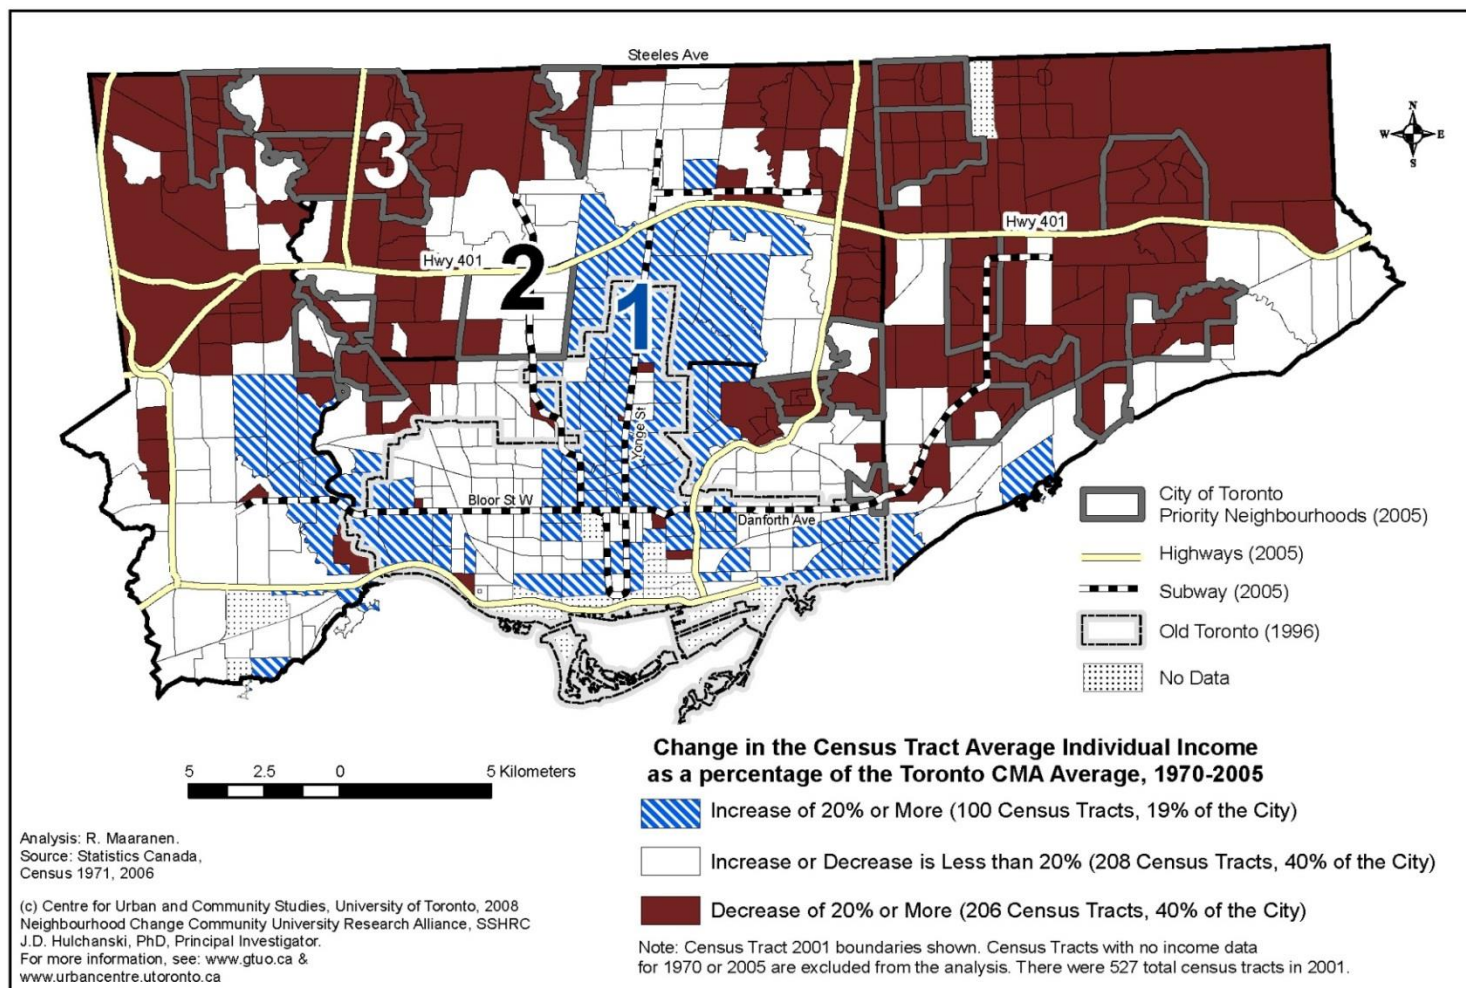 Steeles Ave
N
W E
S
3
Hwy 401
Hwy 401
2
1
Yonge St
Bloor St W
Danforth Ave
City of Toronto
Priority Neighbourhoods (2005)
Highways (2005)
Subway (2005)
Old Toronto (1996)
No Data
5 2.5 0 5 Kilometers
Change in the Census Tract Average Individual Income
as a percentage of the Toronto CMA Average, 1970-2005
Increase of 20% or More (100 Census Tracts, 19% of the City)
Increase or Decrease is Less than 20% (208 Census Tracts, 40% of the City)
Decrease of 20% or More (206 Census Tracts, 40% of the City)
Note: Census Tract 2001 boundaries shown. Census Tracts with no income data
for 1970 or 2005 are excluded from the analysis. There were 527 total census tracts in 2001.
Analysis: R. Maaranen.
Source: Statistics Canada,
Census 1971, 2006
(c) Centre for Urban and Community Studies, University of Toronto, 2008
Neighbourhood Change Community University Research Alliance, SSHRC
J.D. Hulchanski, PhD, Principal Investigator.
For more information, see: www.gtuo.ca &
www.urbancentre.utoronto.ca